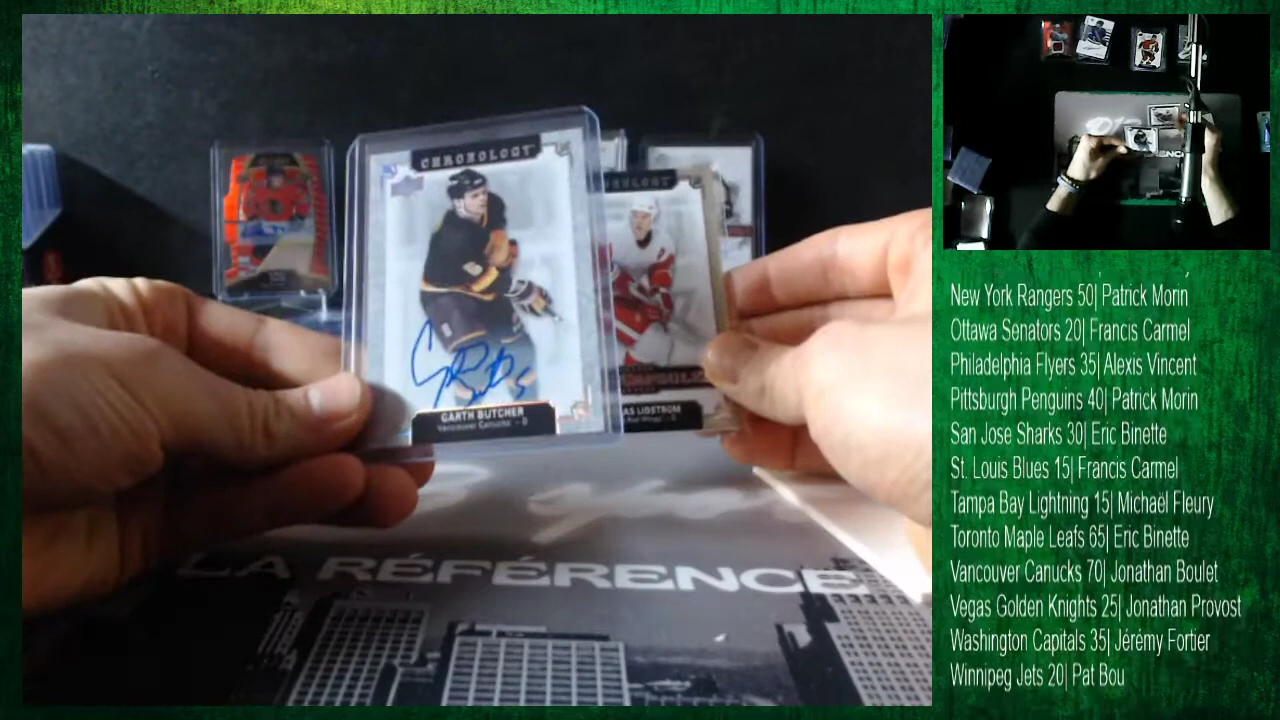 CHRONOLOGY
GARTH BUTCHER
Vancouver Canucks - D
LIDSTROM
LA RÉFÉRENCE
New York Rangers 50| Patrick Morin
Ottawa Senators 20| Francis Carmel
Philadelphia Flyers 35| Alexis Vincent
Pittsburgh Penguins 40| Patrick Morin
San Jose Sharks 30| Eric Binette
St. Louis Blues 15| Francis Carmel
Tampa Bay Lightning 15| Michaël Fleury
Toronto Maple Leafs 65| Eric Binette
Vancouver Canucks 70| Jonathan Boulet
Vegas Golden Knights 25| Jonathan Provost
Washington Capitals 35| Jérémy Fortier
Winnipeg Jets 20| Pat Bou